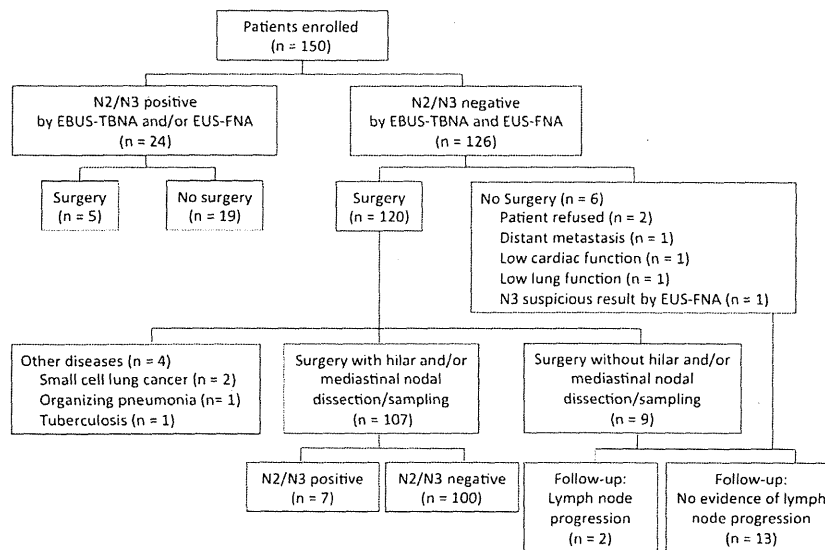 Patients enrolled
(n = 150)
N2/N3 positive
by EBUS-TBNA and/or EUS-FNA
(n = 24)
N2/N3 negative
by EBUS-TBNA and EUS-FNA
(n = 126)
Surgery
(n = 5)
No surgery
(n = 19)
Surgery
(n = 120)
No Surgery (n = 6)
Patient refused (n = 2)
Distant metastasis (n = 1)
Low cardiac function (n = 1)
Low lung function (n = 1)
N3 suspicious result by EUS-FNA (n = 1)
Other diseases (n = 4)
Small cell lung cancer (n = 2)
Organizing pneumonia (n= 1)
Tuberculosis (n = 1)
Surgery with hilar and/or
mediastinal nodal
dissection/sampling
(n = 107)
Surgery without hilar and/or
mediastinal nodal
dissection/sampling
(n = 9)
N2/N3 positive
(n = 7)
N2/N3 negative
(n = 100)
Follow-up:
Lymph node
progression
(n = 2)
Follow-up:
No evidence of lymph
node progression
(n = 13)